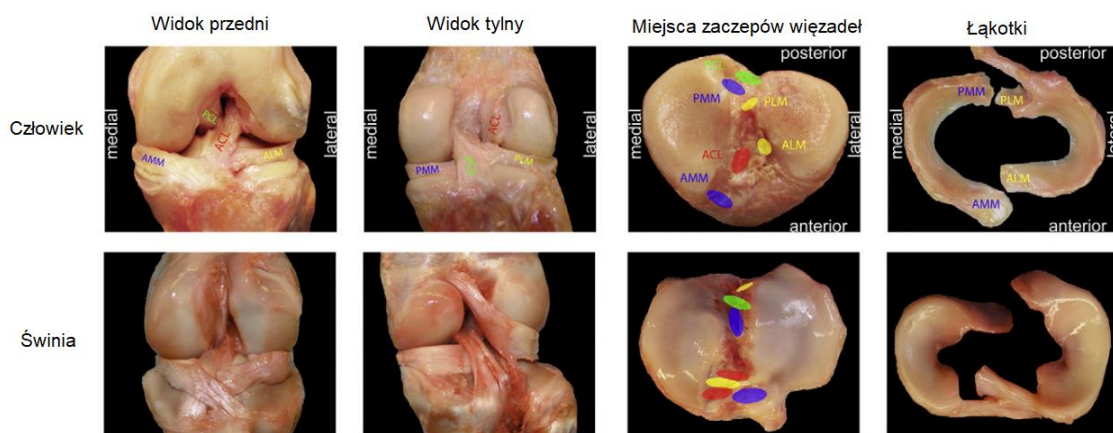 Widok przedni
Widok tylny
Miejsca zaczepów więzadeł
Łąkotki
Człowiek
medial
PCL
ACL
AMM
ALM
lateral
medial
ACL
PMM
PLM
lateral
posterior
medial
PMM
PLM
ACL
ALM
AMM
lateral
anterior
posterior
medial
PMM
PLM
ALM
AMM
lateral
anterior
Świnia